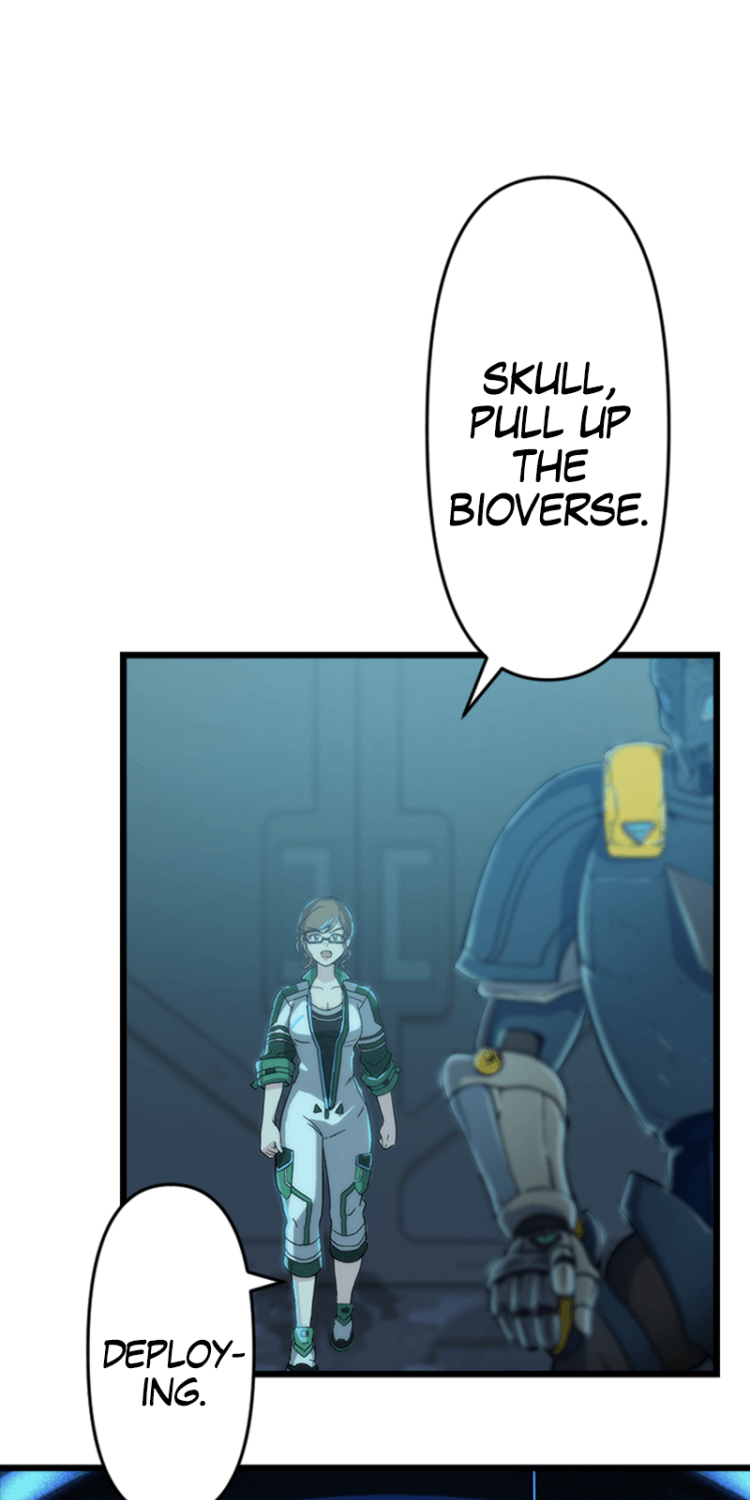 SKULL,
PULL UP
THE
BIOVERSE.
DEPLOY-
ING.